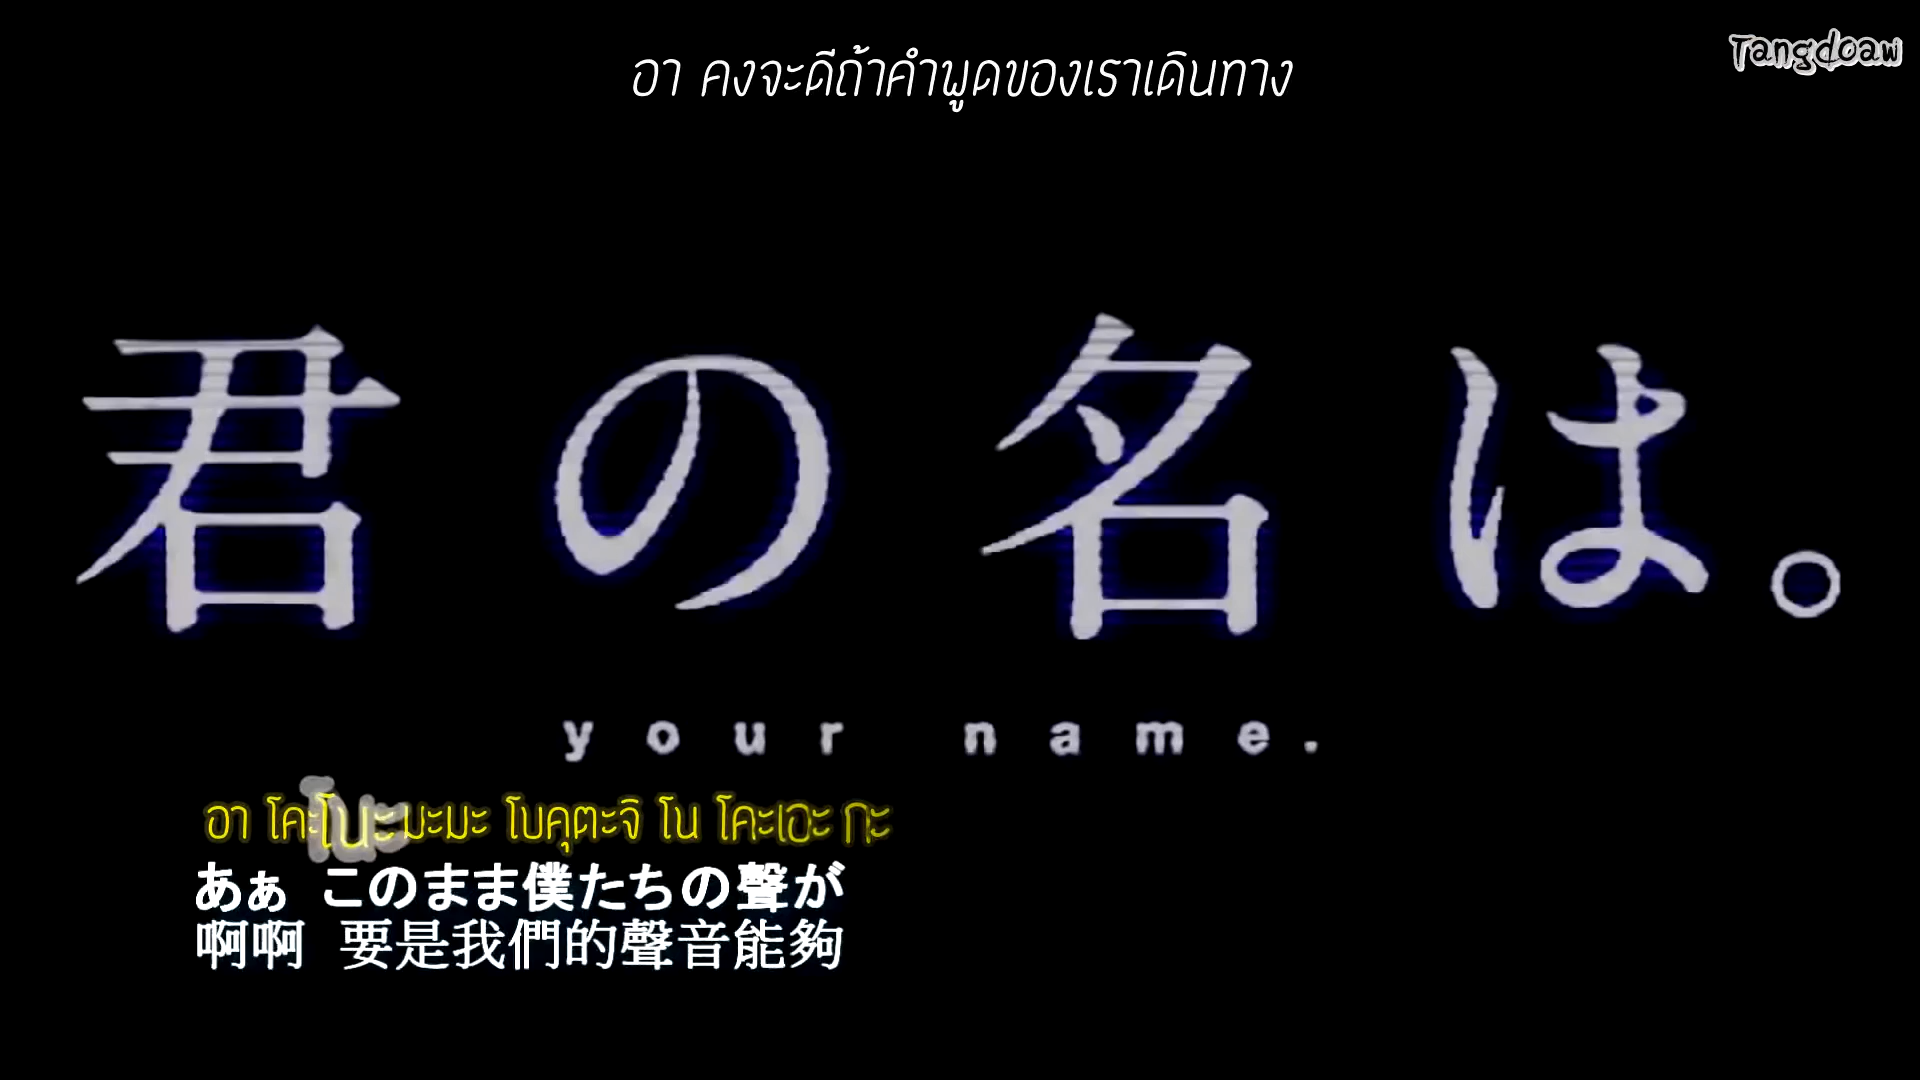 อา คงจะดีถ้าคำพูดของเราเดินทาง
Tangdoaw
君の名は。
your name.
อา โคะโนะมะมะ โบคุตะจิ โน โคะเอะ กะ
あぁ このまま僕たちの聲が
啊啊 要是我們的聲音能夠